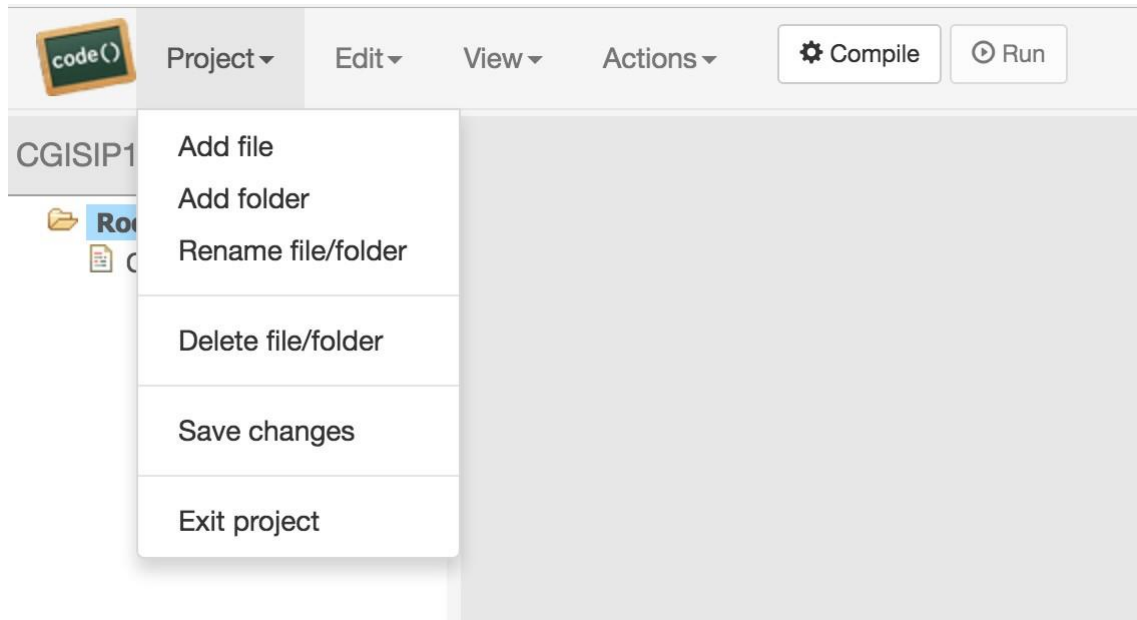 code()
Project Edit View Actions Compile Run
CGISIP1
Add file
Add folder
Rename file/folder
Delete file/folder
Save changes
Exit project